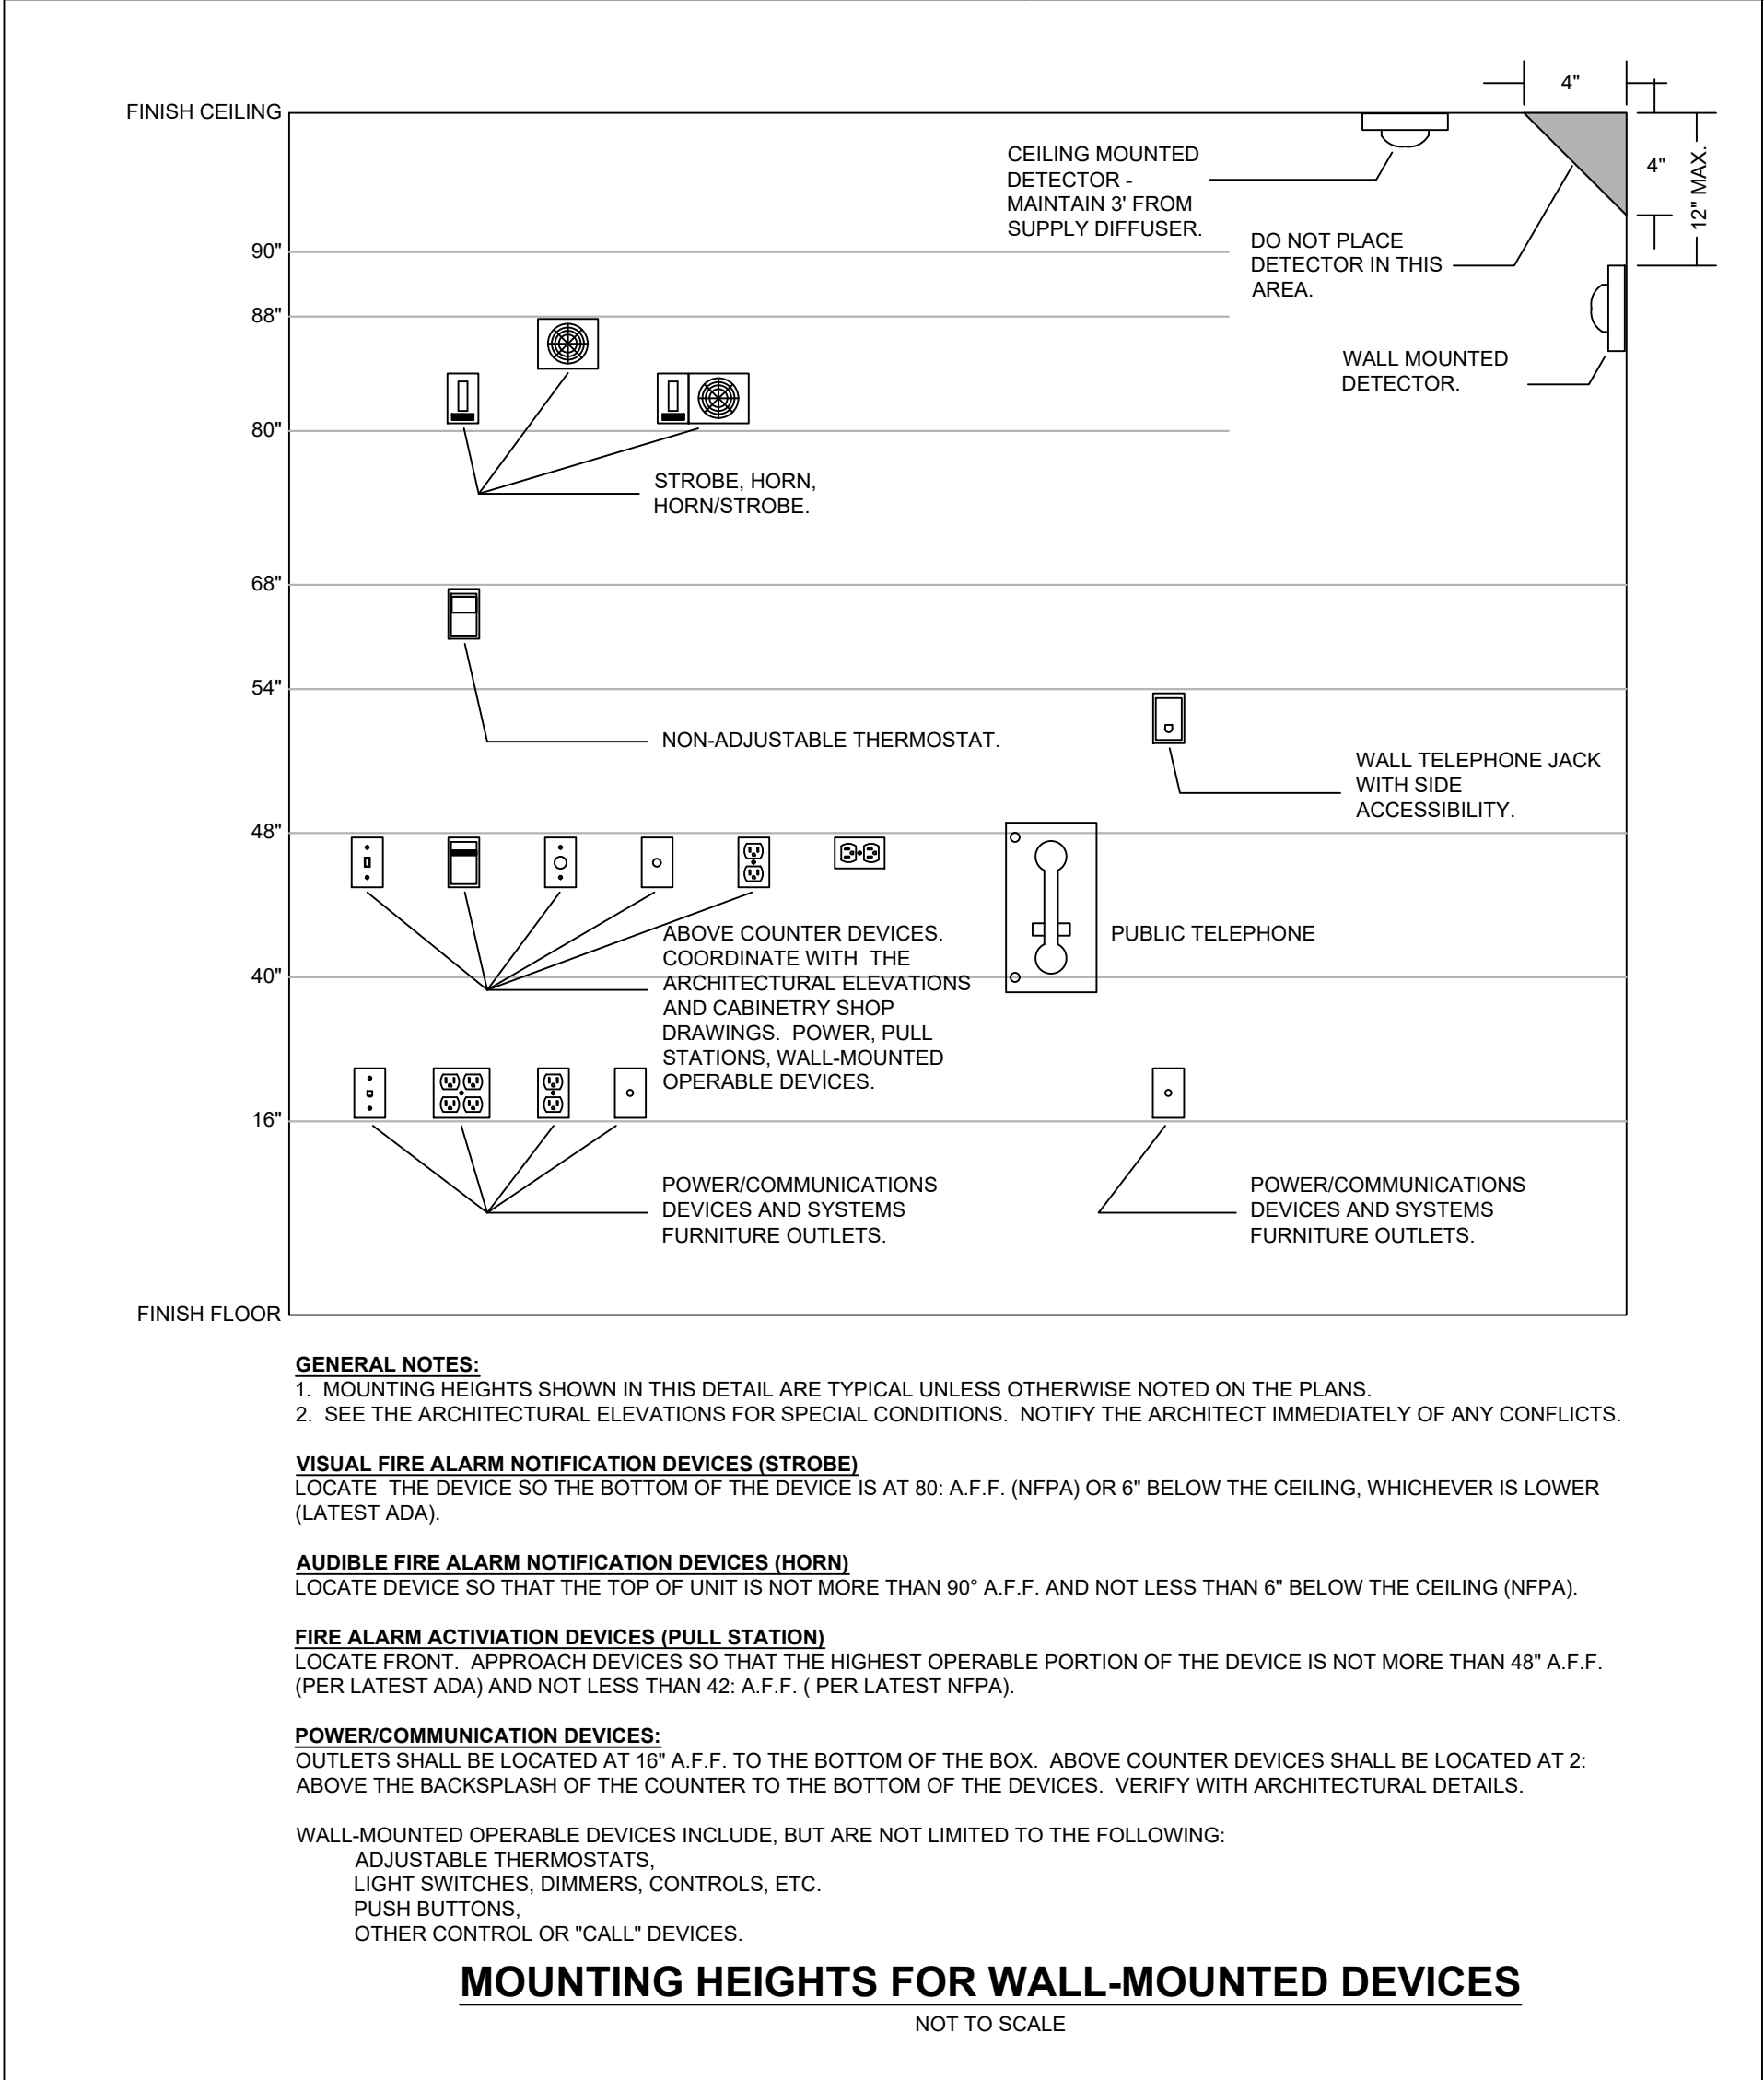 4"
FINISH CEILING
CEILING MOUNTED
DETECTOR -
MAINTAIN 3' FROM
SUPPLY DIFFUSER.
4"
12" MAX.
DO NOT PLACE
DETECTOR IN THIS
AREA.
90"
88"
WALL MOUNTED
DETECTOR.
80"
STROBE, HORN,
HORN/STROBE.
68"
54"
NON-ADJUSTABLE THERMOSTAT.
WALL TELEPHONE JACK
WITH SIDE
ACCESSIBILITY.
48"
ABOVE COUNTER DEVICES.
COORDINATE WITH  THE
ARCHITECTURAL ELEVATIONS
AND CABINETRY SHOP
DRAWINGS.  POWER, PULL
STATIONS, WALL-MOUNTED
OPERABLE DEVICES.
PUBLIC TELEPHONE
40"
16"
POWER/COMMUNICATIONS
DEVICES AND SYSTEMS
FURNITURE OUTLETS.
POWER/COMMUNICATIONS
DEVICES AND SYSTEMS
FURNITURE OUTLETS.
FINISH FLOOR
GENERAL NOTES:
1.  MOUNTING HEIGHTS SHOWN IN THIS DETAIL ARE TYPICAL UNLESS OTHERWISE NOTED ON THE PLANS.
2.  SEE THE ARCHITECTURAL ELEVATIONS FOR SPECIAL CONDITIONS.  NOTIFY THE ARCHITECT IMMEDIATELY OF ANY CONFLICTS.
VISUAL FIRE ALARM NOTIFICATION DEVICES (STROBE)
LOCATE  THE DEVICE SO THE BOTTOM OF THE DEVICE IS AT 80: A.F.F. (NFPA) OR 6" BELOW THE CEILING, WHICHEVER IS LOWER
(LATEST ADA).
AUDIBLE FIRE ALARM NOTIFICATION DEVICES (HORN)
LOCATE DEVICE SO THAT THE TOP OF UNIT IS NOT MORE THAN 90° A.F.F. AND NOT LESS THAN 6" BELOW THE CEILING (NFPA).
FIRE ALARM ACTIVIATION DEVICES (PULL STATION)
LOCATE FRONT.  APPROACH DEVICES SO THAT THE HIGHEST OPERABLE PORTION OF THE DEVICE IS NOT MORE THAN 48" A.F.F.
(PER LATEST ADA) AND NOT LESS THAN 42: A.F.F. ( PER LATEST NFPA).
POWER/COMMUNICATION DEVICES:
OUTLETS SHALL BE LOCATED AT 16" A.F.F. TO THE BOTTOM OF THE BOX.  ABOVE COUNTER DEVICES SHALL BE LOCATED AT 2:
ABOVE THE BACKSPLASH OF THE COUNTER TO THE BOTTOM OF THE DEVICES.  VERIFY WITH ARCHITECTURAL DETAILS.
WALL-MOUNTED OPERABLE DEVICES INCLUDE, BUT ARE NOT LIMITED TO THE FOLLOWING:
ADJUSTABLE THERMOSTATS,
LIGHT SWITCHES, DIMMERS, CONTROLS, ETC.
PUSH BUTTONS,
OTHER CONTROL OR "CALL" DEVICES.
MOUNTING HEIGHTS FOR WALL-MOUNTED DEVICES
NOT TO SCALE